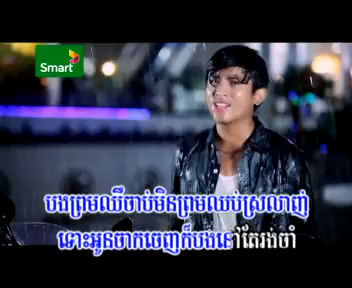 Smart
បងព្រមឈឺចាប់មិនព្រមឈប់ស្រលាញ់
ទោះអូនចាកចេញក៏បងនៅតែរង់ចាំ